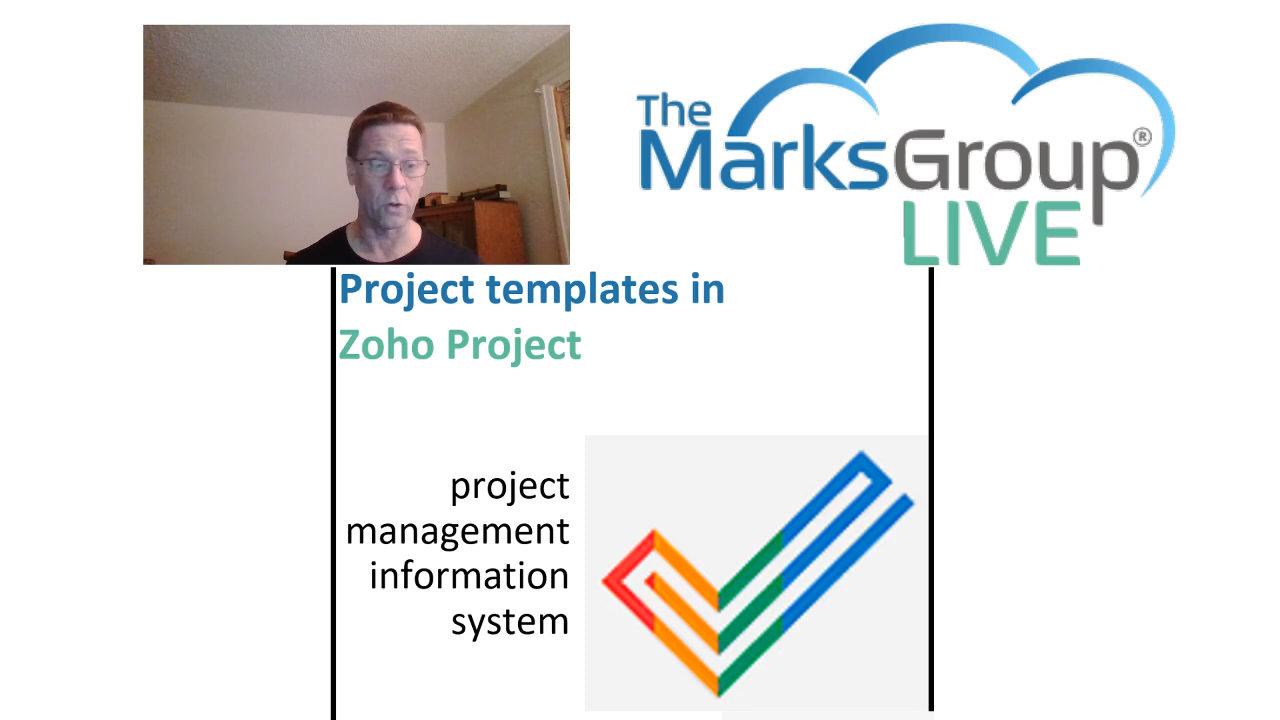 The
MarksGroup®
LIVE
Project templates in
Zoho Project
project
management
information
system